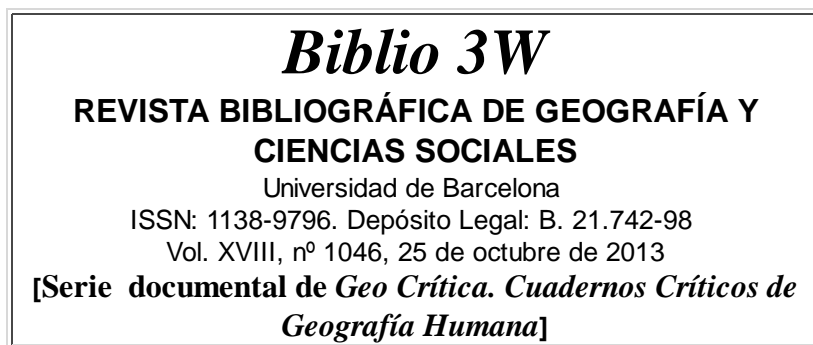 Biblio 3W
REVISTA BIBLIOGRÁFICA DE GEOGRAFÍA Y
CIENCIAS SOCIALES
Universidad de Barcelona
ISSN: 1138-9796. Depósito Legal: B. 21.742-98
Vol. XVIII, nº 1046, 25 de octubre de 2013
[Serie documental de Geo Crítica. Cuadernos Críticos de
Geografía Humana]